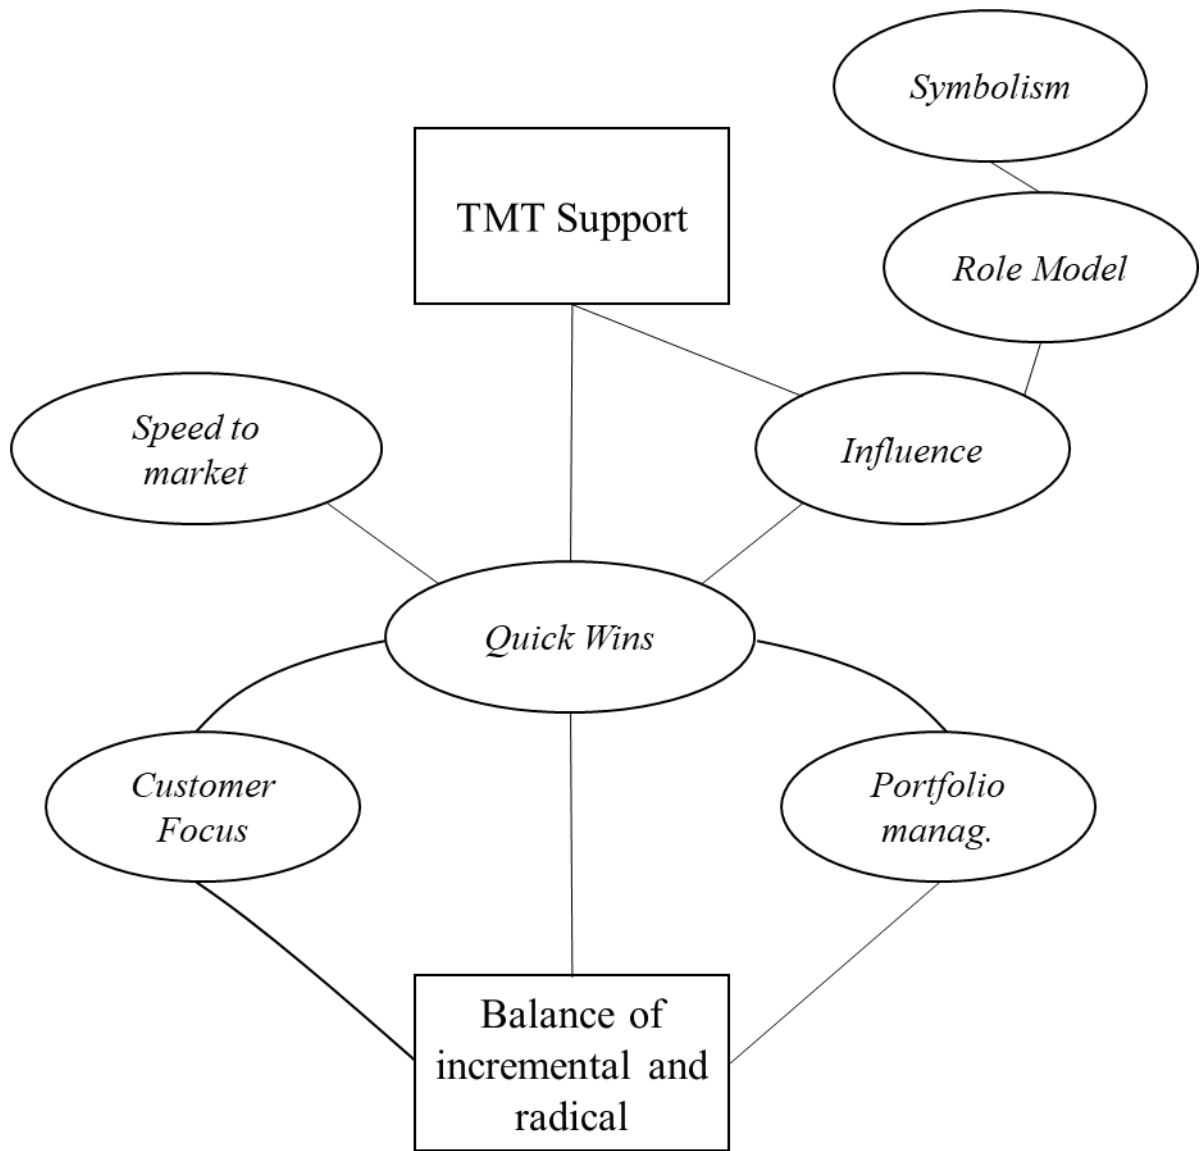 Symbolism
TMT Support
Role Model
Speed to
market
Influence
Quick Wins
Customer
Focus
Portfolio
manag.
Balance of
incremental and
radical